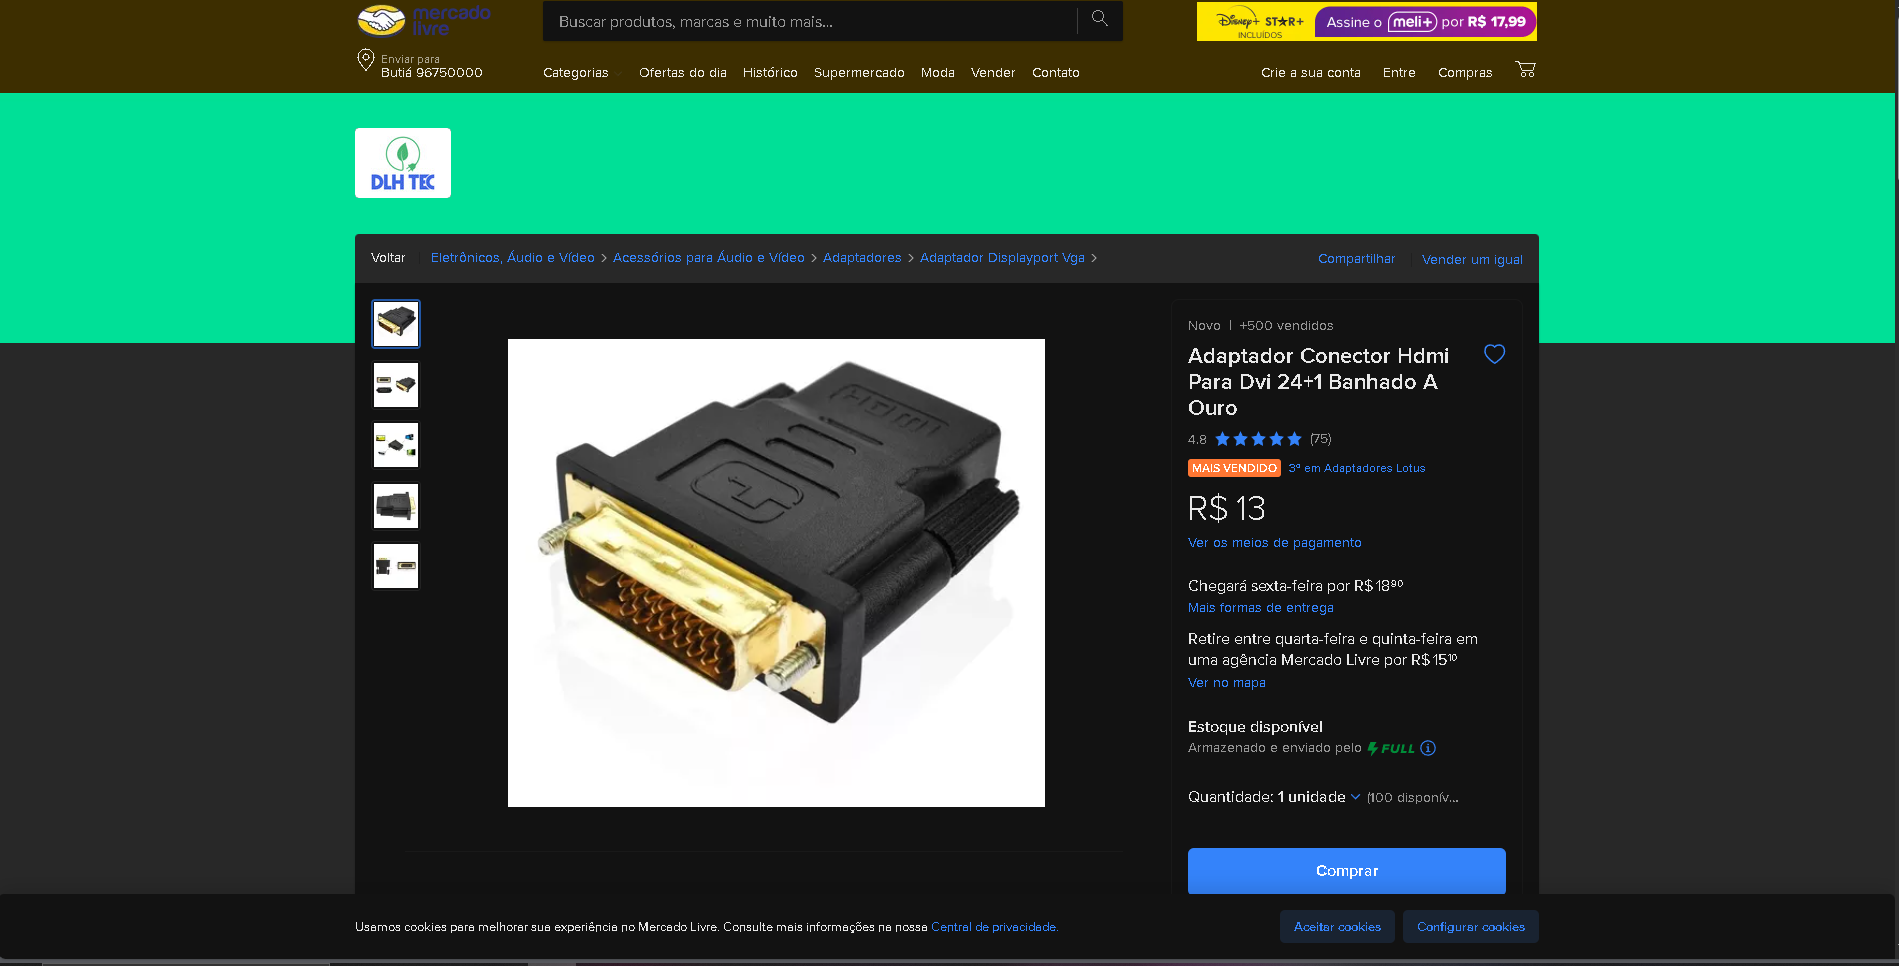 mercado
livre
Buscar produtos, marcas e muito mais...
Disney+ STAR+
INCLUÍDOS
Assine o meli+ por R$ 17,99
Enviar para
Butiá 96750000
Categorias
Ofertas do dia
Histórico
Supermercado
Moda
Vender
Contato
Crie a sua conta
Entre
Compras
DLH TEC
Voltar
Eletrônicos, Áudio e Vídeo > Acessórios para Áudio e Vídeo > Adaptadores > Adaptador Displayport Vga >
Compartilhar
Vender um igual
HDMI
Novo | +500 vendidos
Adaptador Conector Hdmi
Para Dvi 24+1 Banhado A
Ouro
4.8 (75)
MAIS VENDIDO 3º em Adaptadores Lotus
R$ 13
Ver os meios de pagamento
Chegará sexta-feira por R$ 18⁹⁰
Mais formas de entrega
Retire entre quarta-feira e quinta-feira em
uma agência Mercado Livre por R$ 15¹⁰
Ver no mapa
Estoque disponível
Armazenado e enviado pelo FULL
Quantidade: 1 unidade (100 disponív...
Comprar
Usamos cookies para melhorar sua experiência no Mercado Livre. Consulte mais informações na nossa Central de privacidade.
Aceitar cookies
Configurar cookies